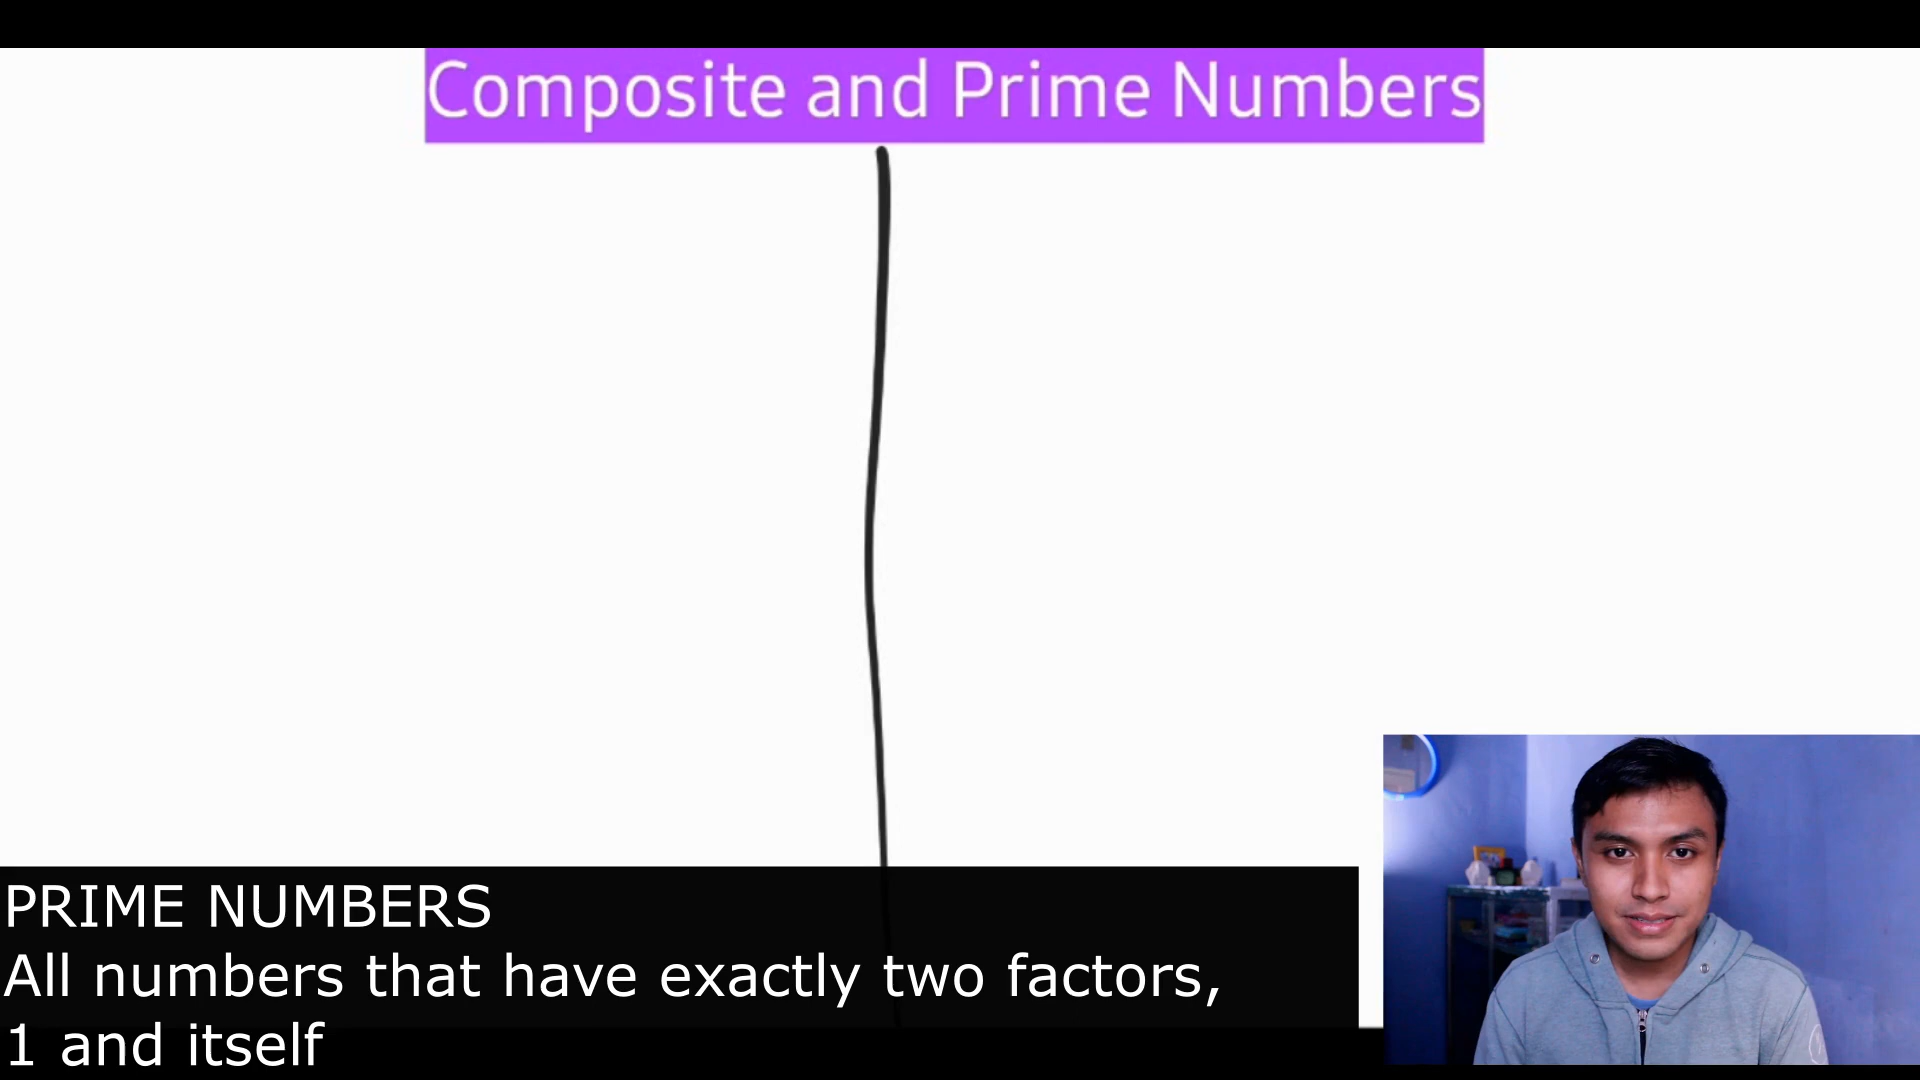 Composite and Prime Numbers
PRIME NUMBERS
All numbers that have exactly two factors,
1 and itself